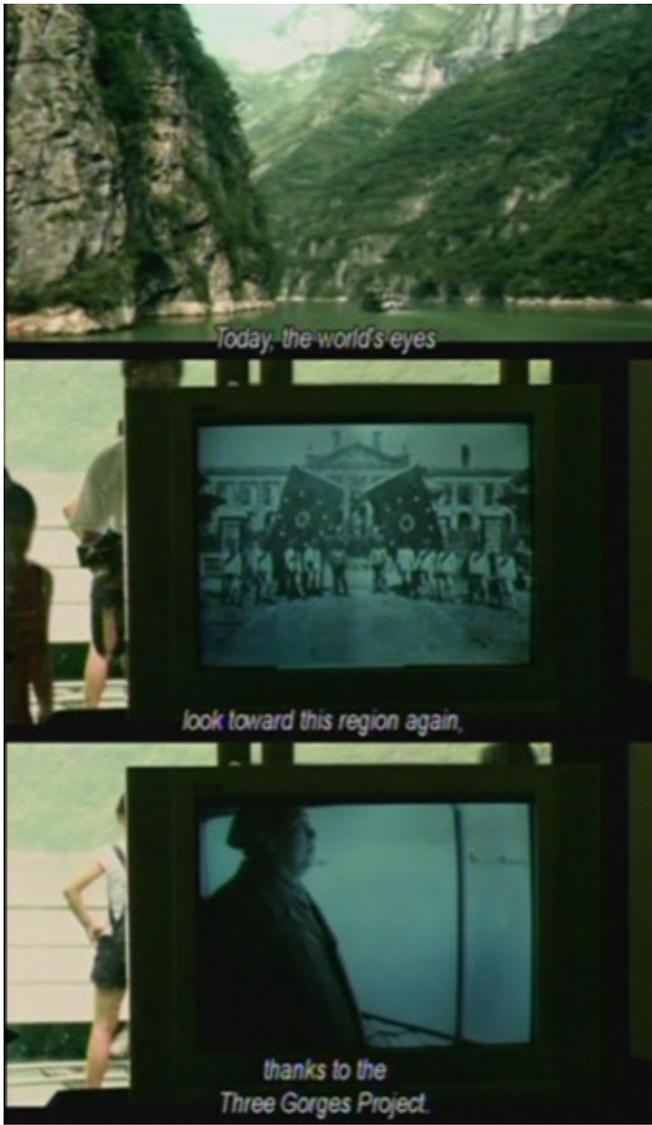 Today, the world's eyes
look toward this region again,
thanks to the
Three Gorges Project.